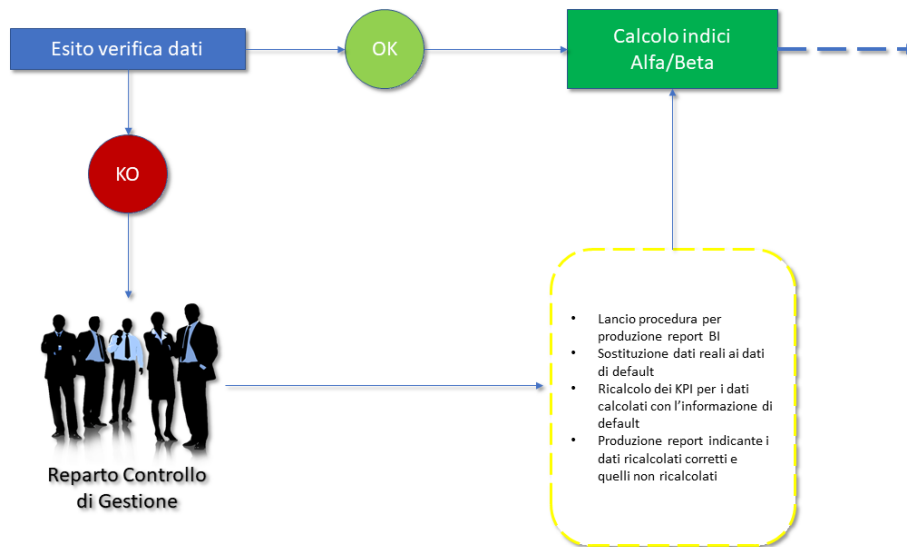 Esito verifica dati
OK
Calcolo indici
Alfa/Beta
KO
Reparto Controllo
di Gestione
• Lancio procedura per
produzione report BI
• Sostituzione dati reali ai dati
di default
• Ricalcolo dei KPI per i dati
calcolati con l'informazione di
default
• Produzione report indicante i
dati ricalcolati corretti e
quelli non ricalcolati